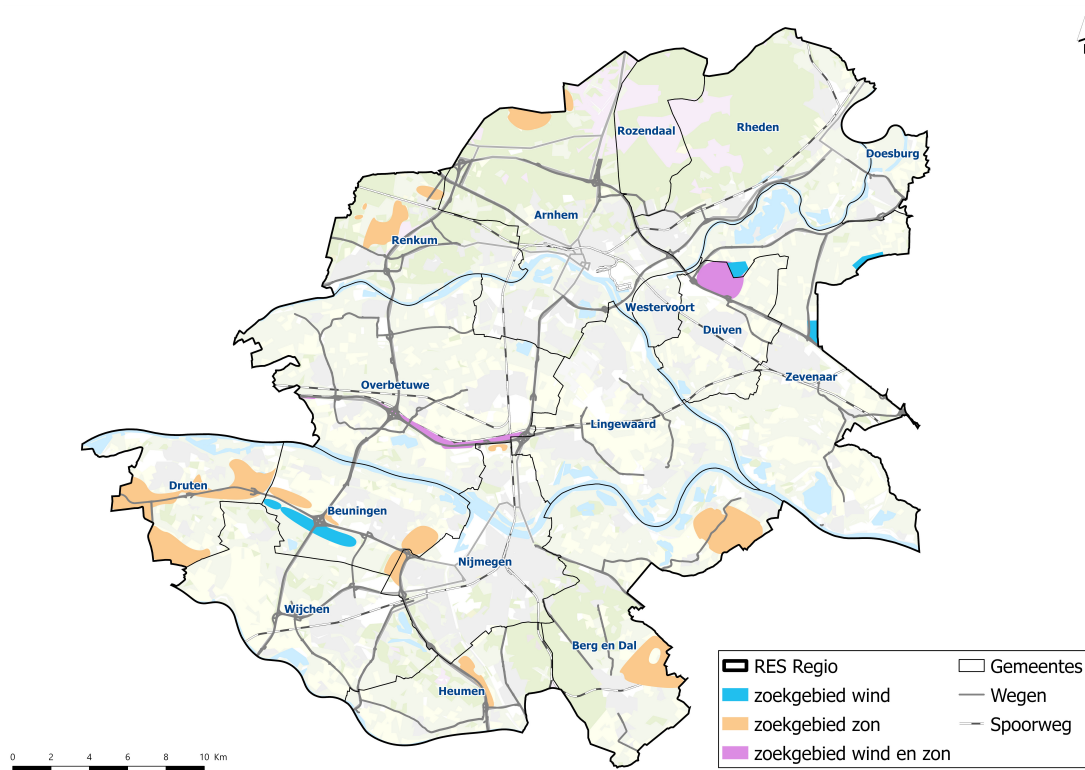 Rozendaal
Rheden
Doesburg
Arnhem
Renkum
Westervoort
Duiven
Zevenaar
Overbetuwe
Lingewaard
Druten
Beuningen
Nijmegen
Wijchen
Berg en Dal
Heumen
RES Regio
zoekgebied wind
zoekgebied zon
zoekgebied wind en zon
Gemeentes
Wegen
Spoorweg
0 2 4 6 8 10 Km